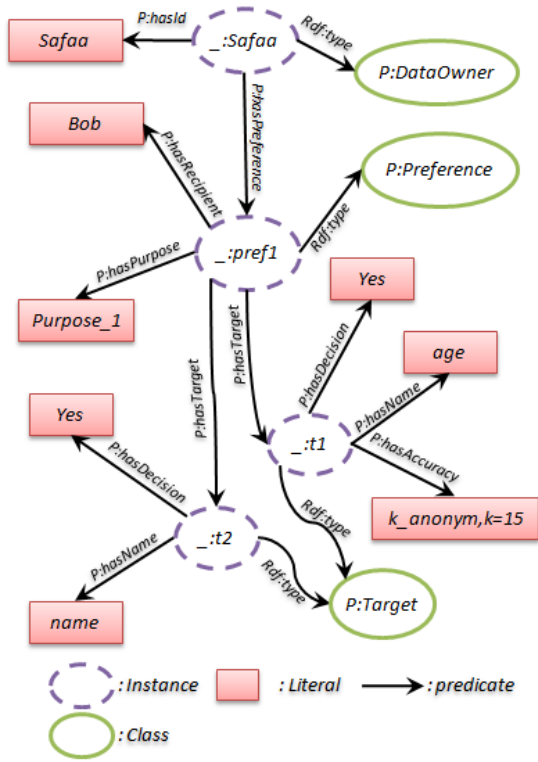 P:hasId
Safaa
_:Safaa
Rdf:type
P:DataOwner
P:hasPreference
Bob
P:hasRecipient
P:Preference
Rdf:type
_:pref1
P:hasPurpose
Purpose_1
Yes
P:hasTarget
P:hasTarget
P:hasDecision
age
P:hasName
Yes
_:t1
P:hasAccuracy
P:hasDecision
k_anonym,k=15
Rdf:type
_:t2
P:hasName
Rdf:type
name
P:Target
: Instance
: Literal
: predicate
: Class